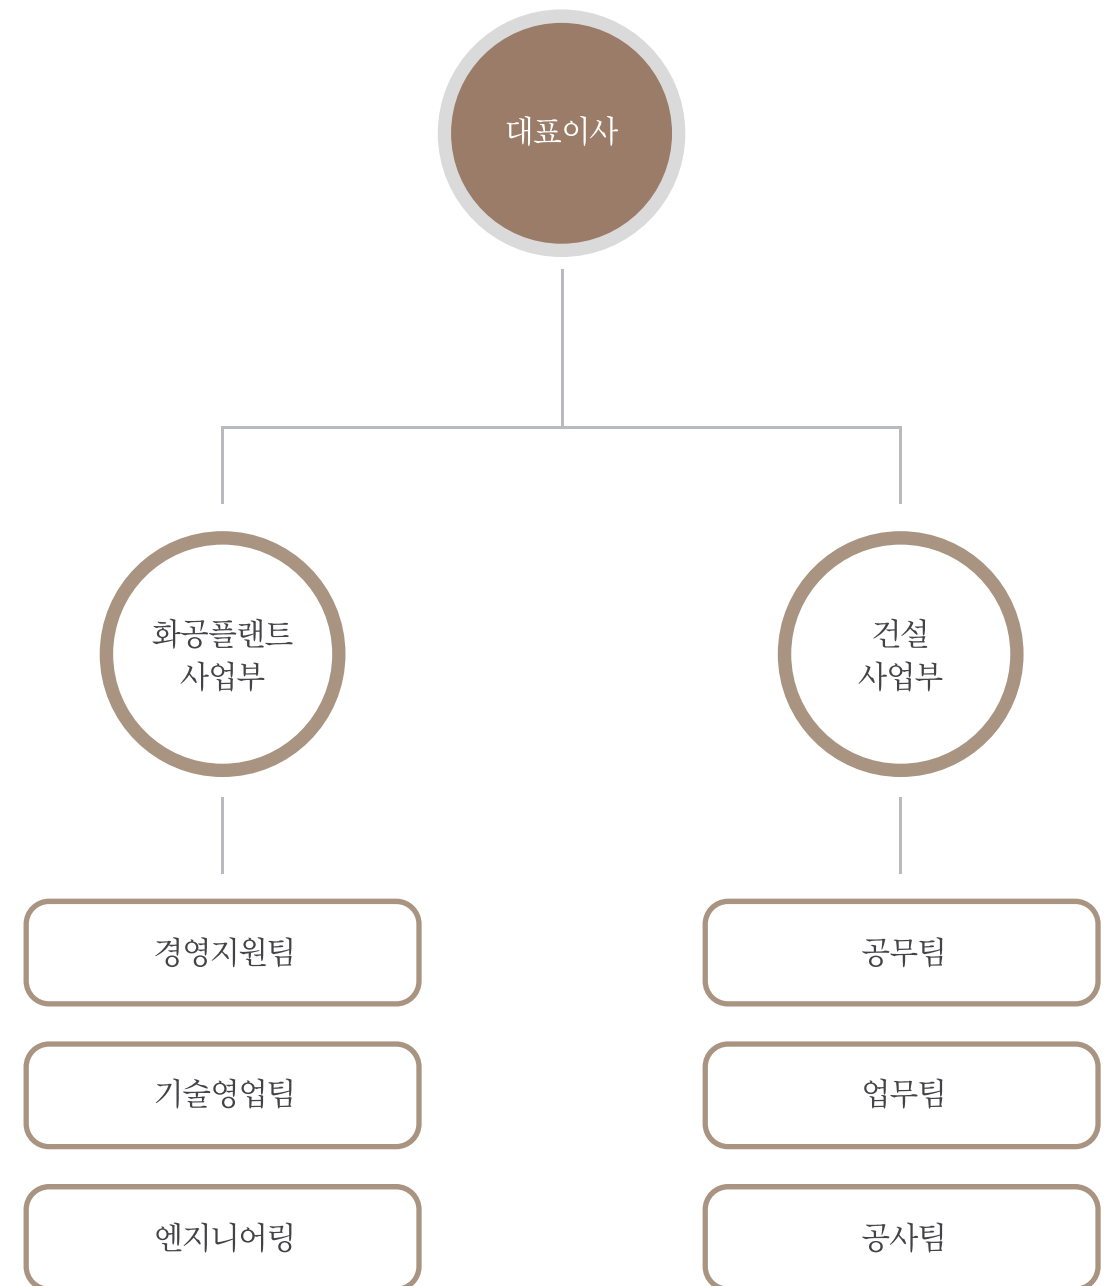 대표이사
화공플랜트
사업부
건설
사업부
경영지원팀
공무팀
기술영업팀
업무팀
엔지니어링
공사팀